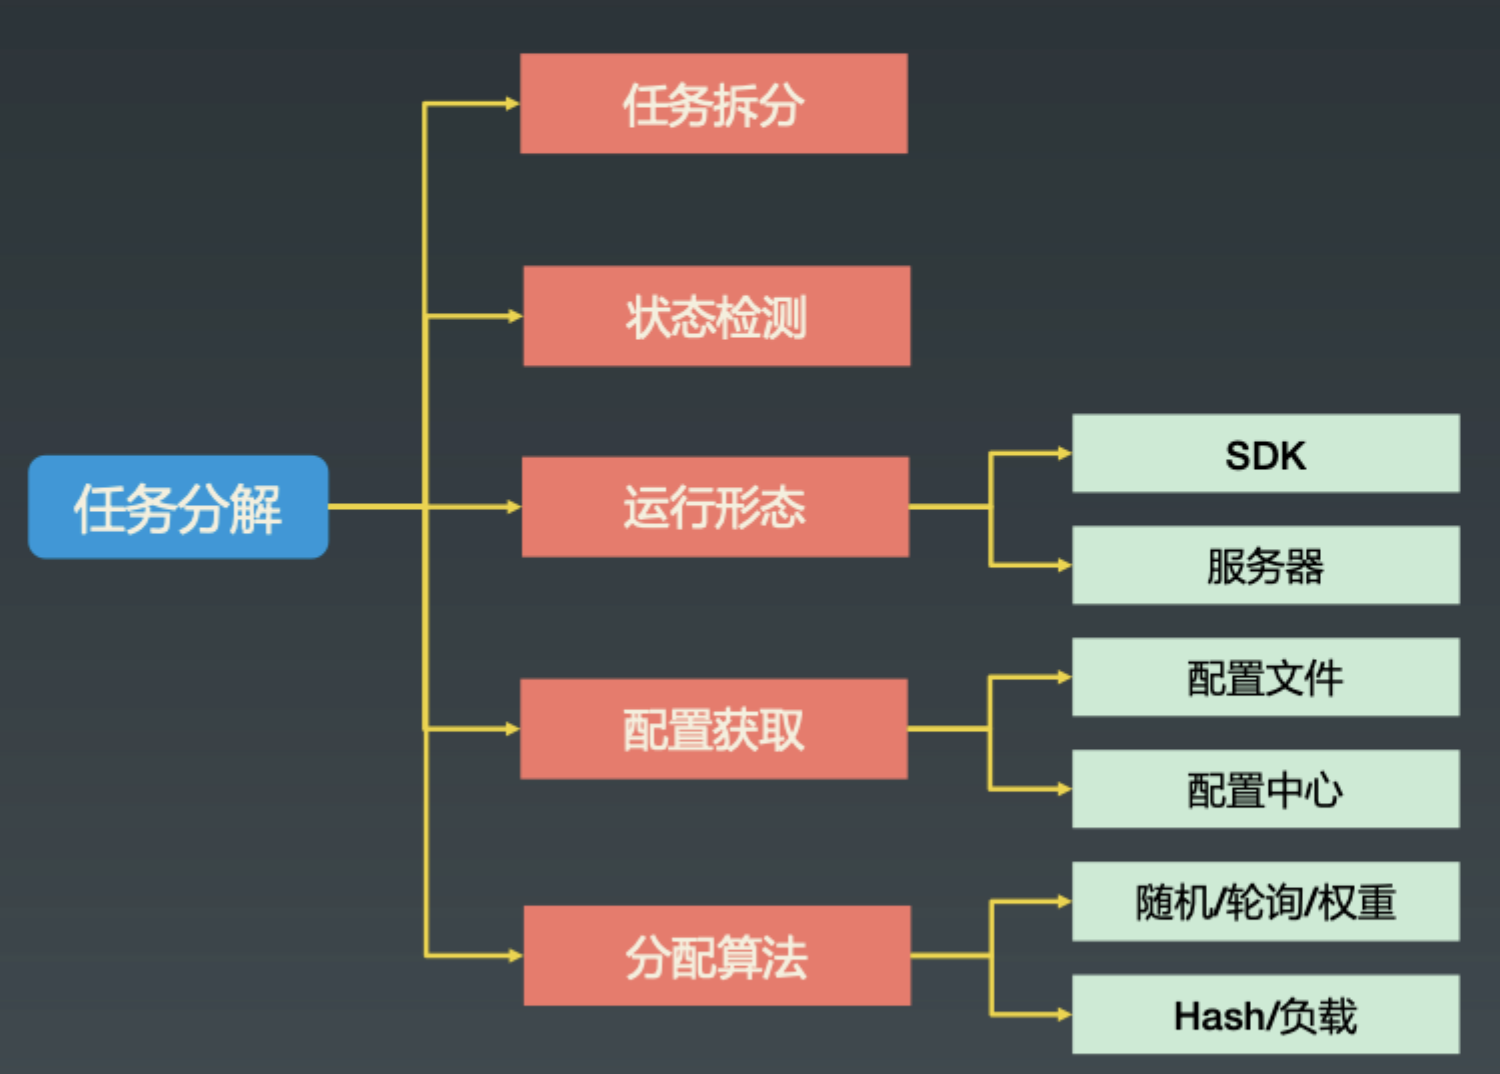 任务拆分
状态检测
SDK
任务分解
运行形态
服务器
配置文件
配置获取
配置中心
随机/轮询/权重
分配算法
Hash/负载